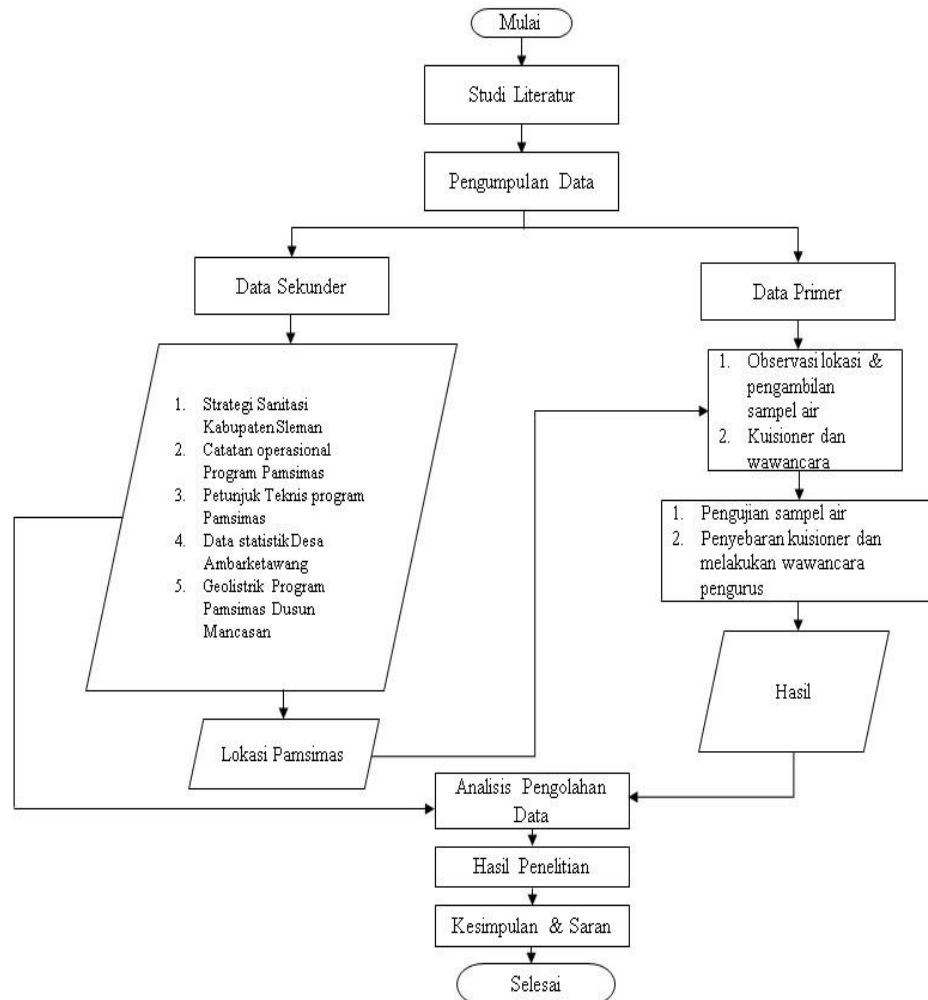 Mulai
Studi Literatur
Pengumpulan Data
Data Sekunder
Data Primer
1. Strategi Sanitasi
KabupatenSleman
2. Catatan operasional
Program Pamsimas
3. Petunjuk Teknis program
Pamsimas
4. Data statistik Desa
Ambarketawang
5. Geolistrik Program
Pamsimas Dusun
Mancasan
Lokasi Pamsimas
1. Observasi lokasi &
pengambilan
sampel air
2. Kuisioner dan
wawancara
1. Pengujian sampel air
2. Penyebaran kuisioner dan
melakukan wawancara
pengurus
Hasil
Analisis Pengolahan
Data
Hasil Penelitian
Kesimpulan & Saran
Selesai